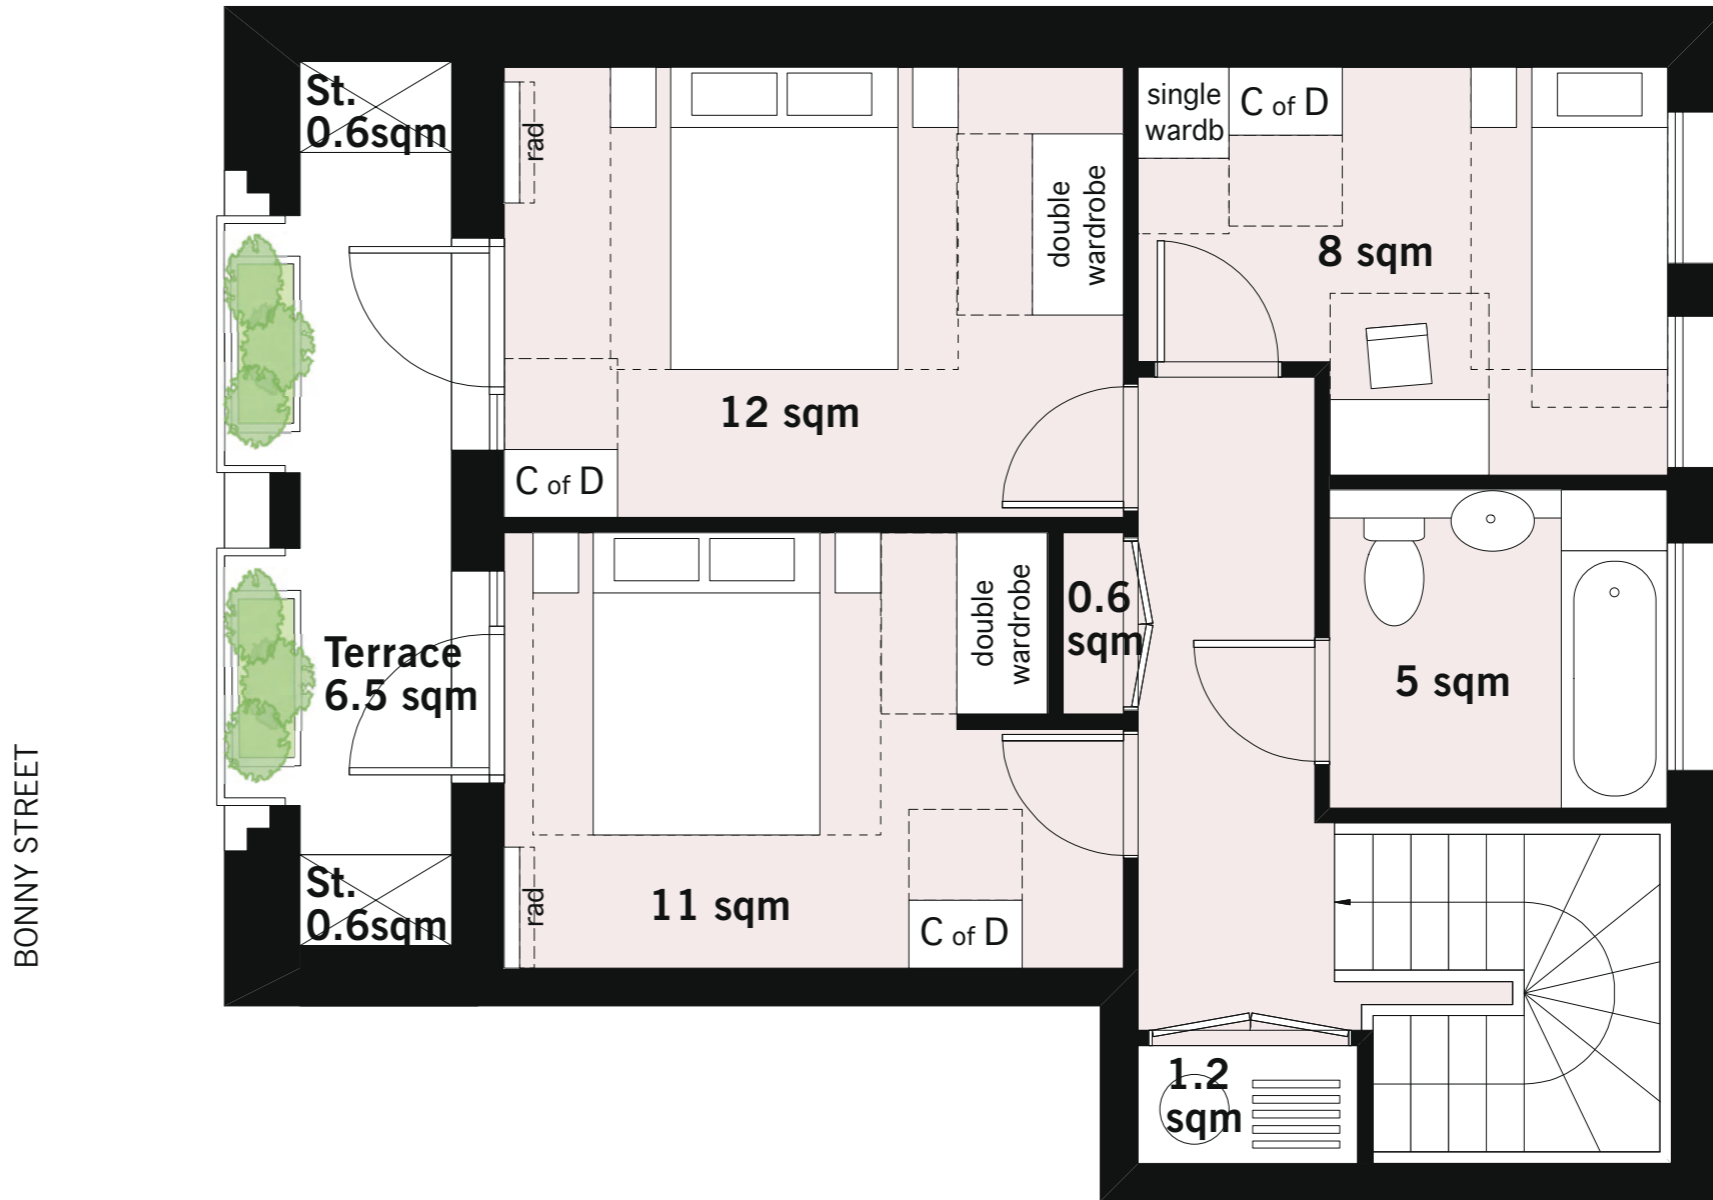 St.
0.6sqm
rad
double
wardrobe
single
wardb
C of D
8 sqm
12 sqm
C of D
double
wardrobe
0.6
sqm
Terrace
6.5 sqm
5 sqm
BONNY STREET
St.
0.6sqm
rad
11 sqm
C of D
1.2
sqm